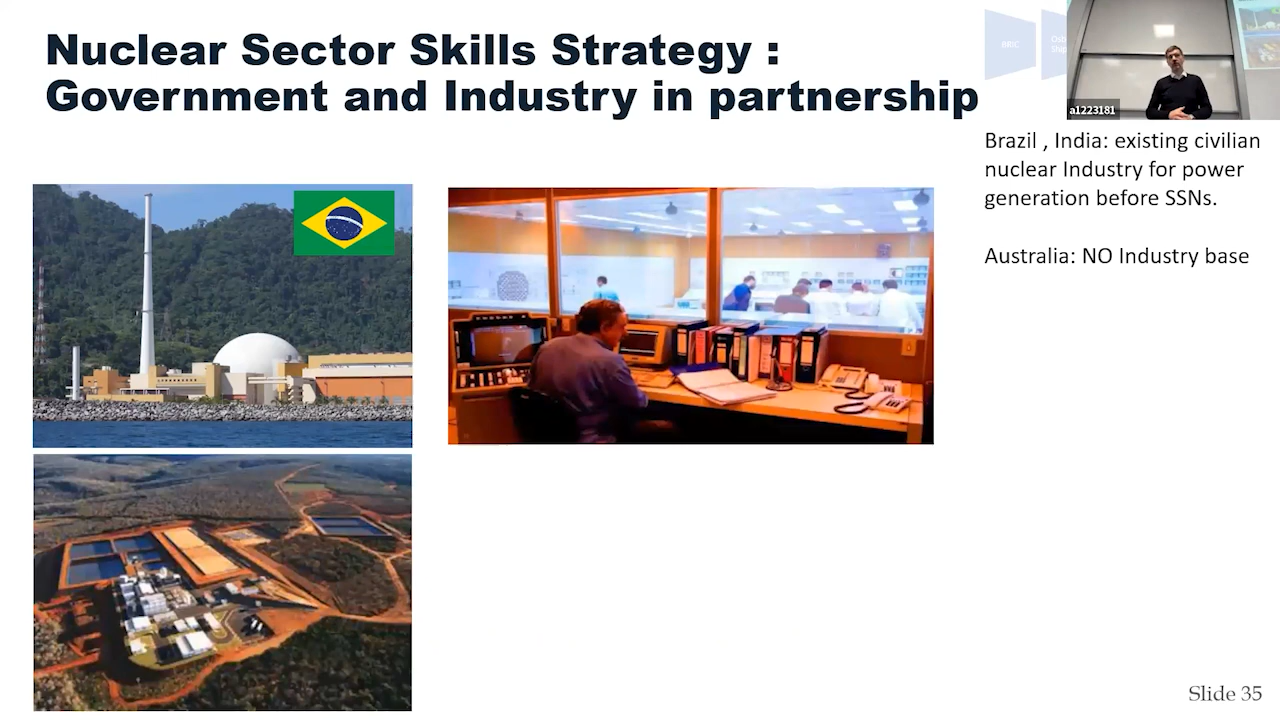 Nuclear Sector Skills Strategy :
Government and Industry in partnership
BRIC
a1223181
Brazil , India: existing civilian
nuclear Industry for power
generation before SSNs.
Australia: NO Industry base
Slide 35